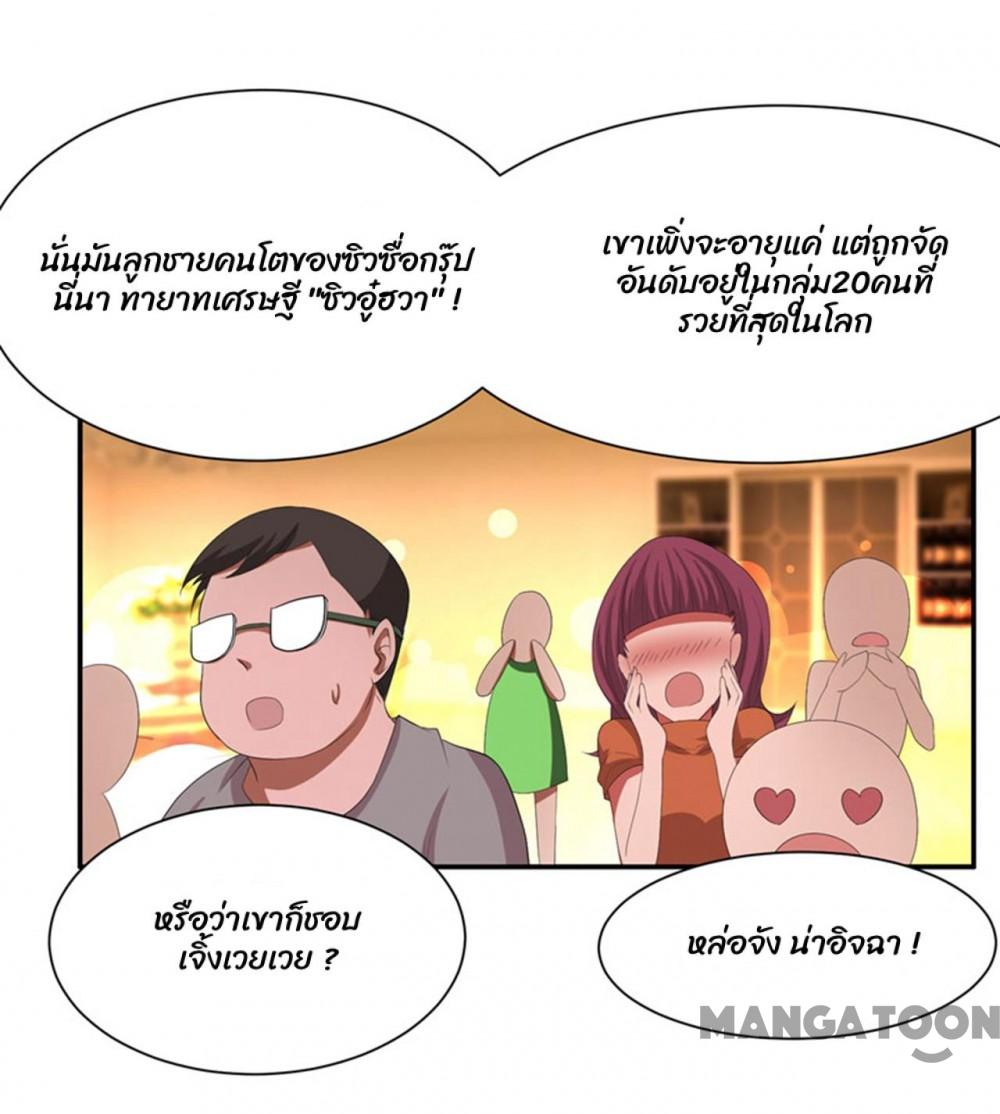 นั่นมันลูกชายคนโตของซิวซื่อกรุ๊ป
นี่นา ทายาทเศรษฐี "ซิวอู๋ฮวา" !
เขาเพิ่งจะอายุแค่ แต่ถูกจัด
อันดับอยู่ในกลุ่ม20คนที่
รวยที่สุดในโลก
หรือว่าเขาก็ชอบ
เจิ้งเวยเวย ?
หล่อจัง น่าอิจฉา !
MANGATOON